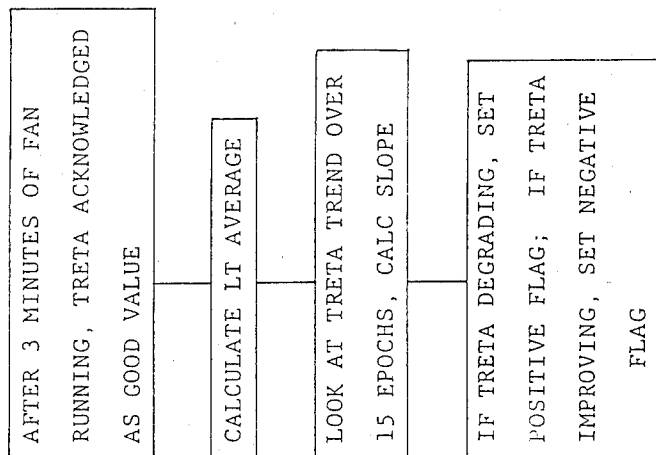 AFTER 3 MINUTES OF FAN
RUNNING, TRETA ACKNOWLEDGED
AS GOOD VALUE
CALCULATE LT AVERAGE
LOOK AT TRETA TREND OVER
15 EPOCHS, CALC SLOPE
IF TRETA DEGRADING, SET
POSITIVE FLAG; IF TRETA
IMPROVING, SET NEGATIVE
FLAG